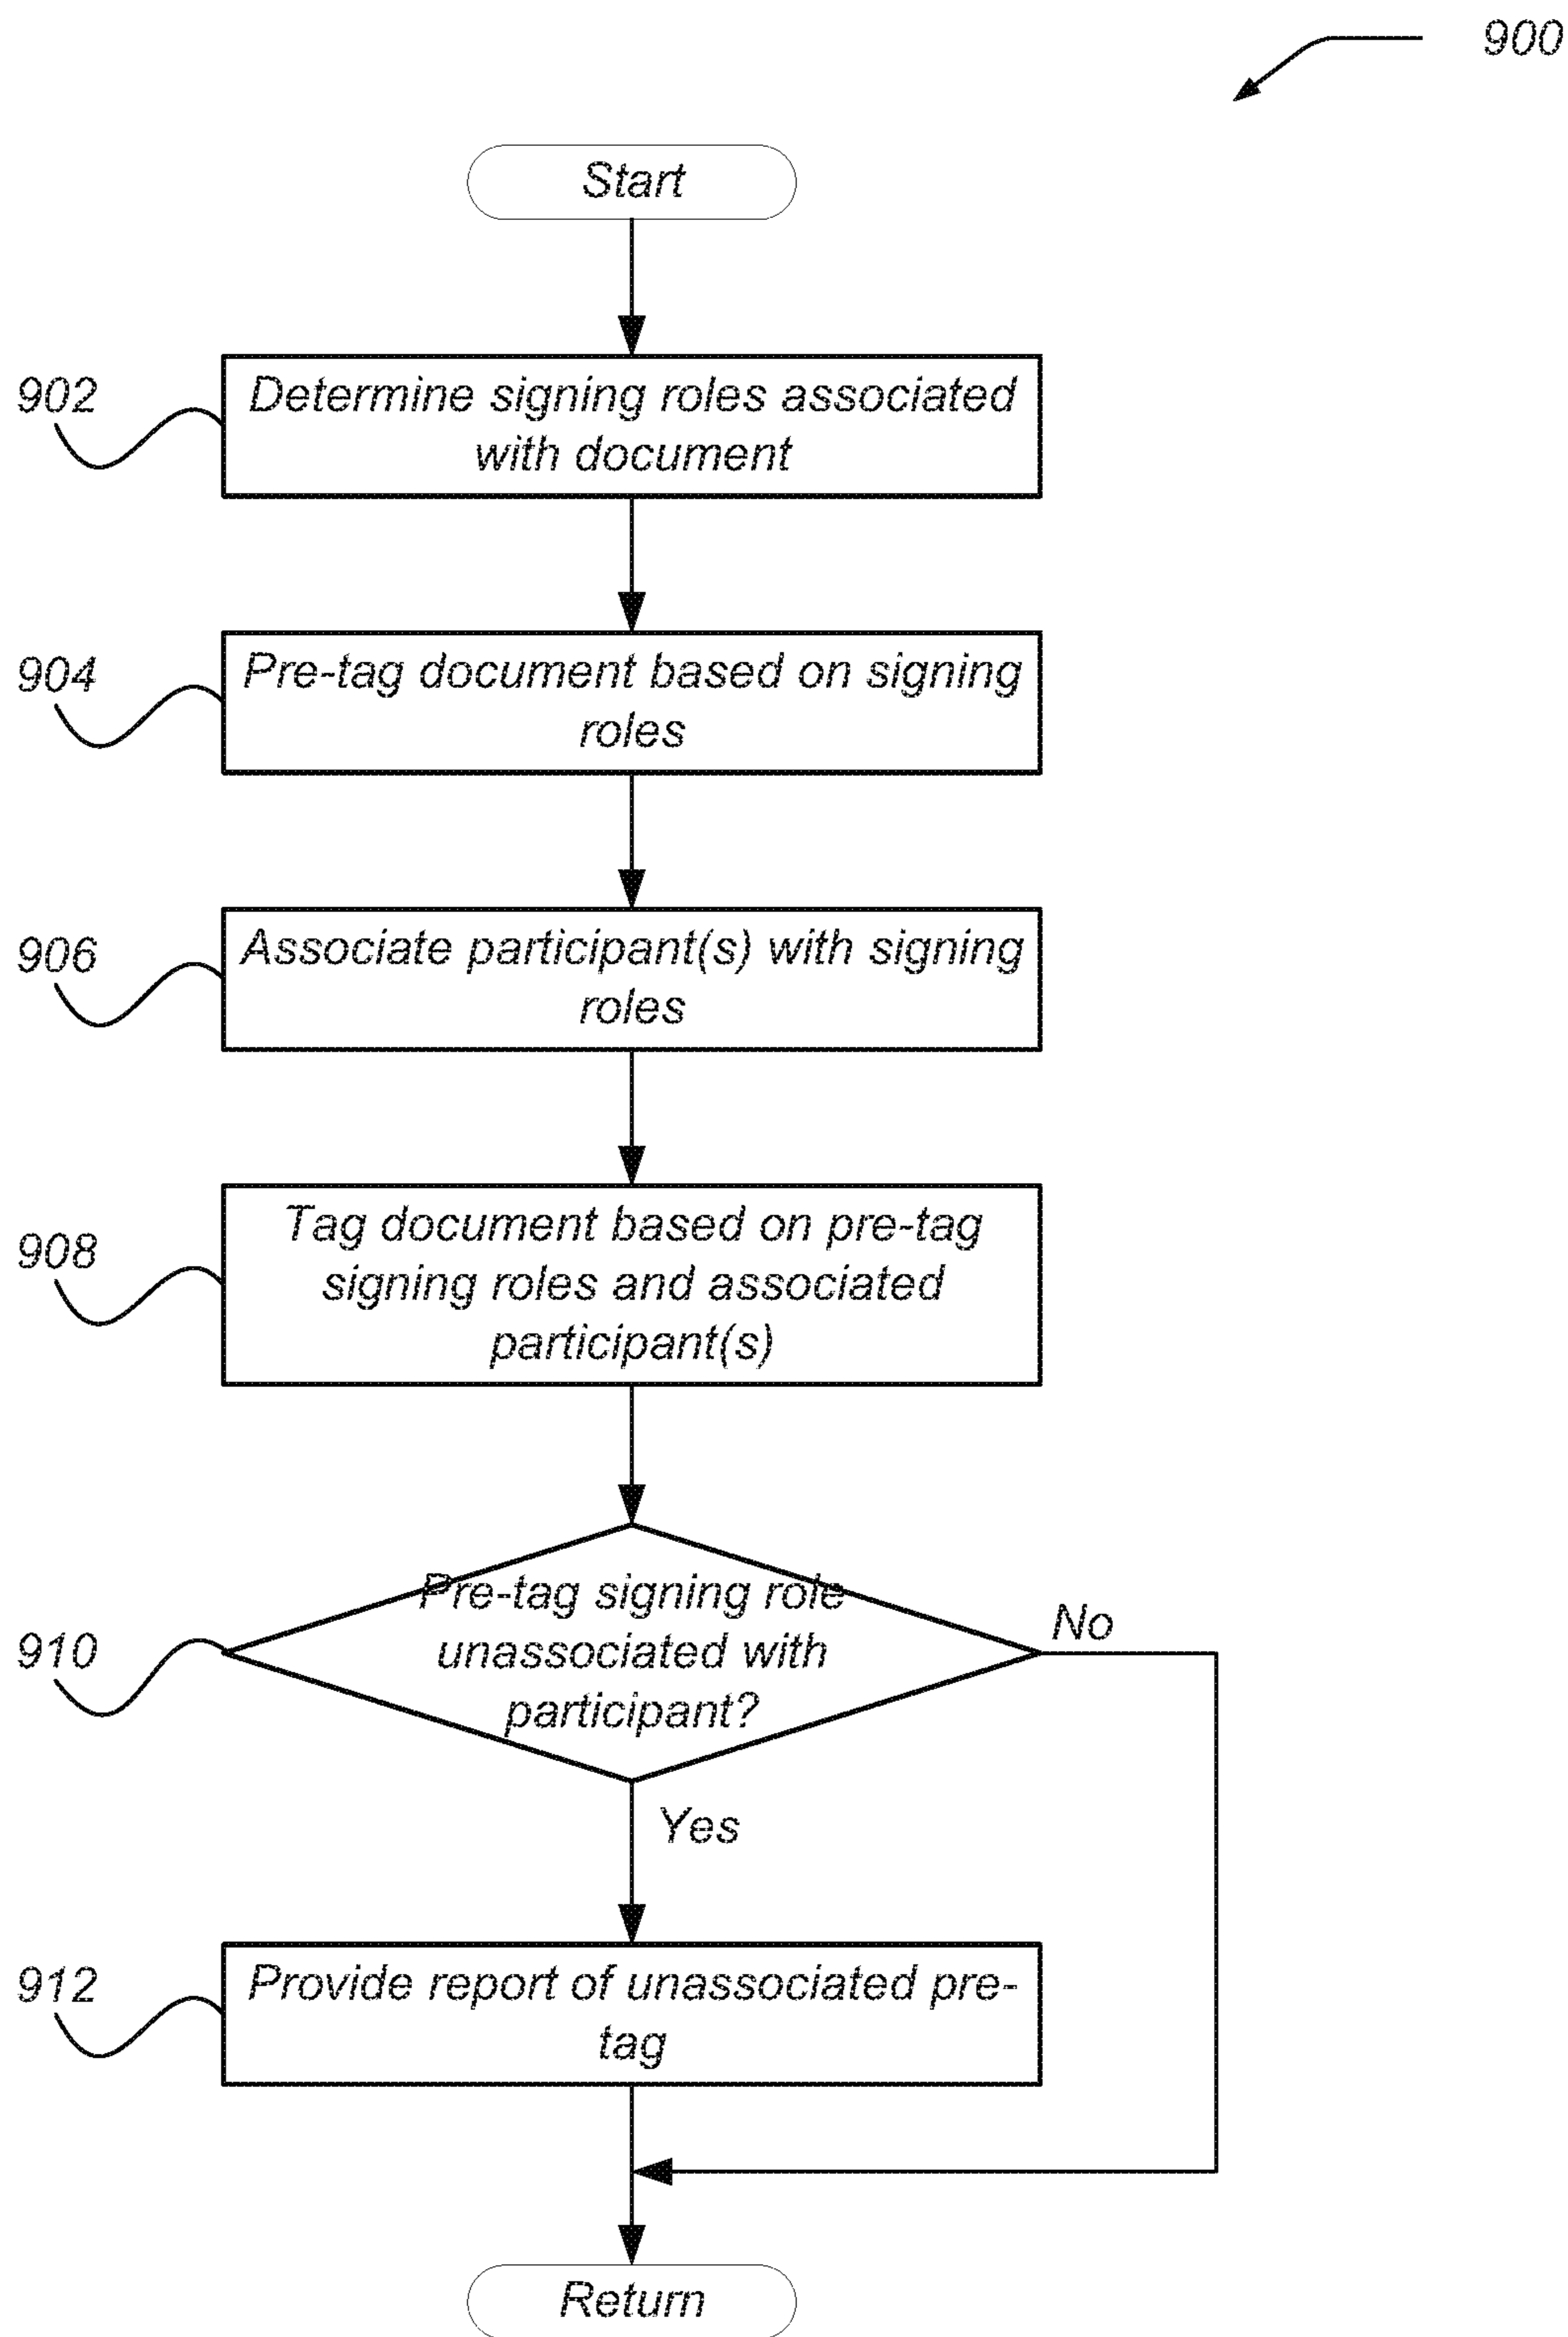 900
Start
902
Determine signing roles associated
with document
904
Pre-tag document based on signing
roles
906
Associate participant(s) with signing
roles
908
Tag document based on pre-tag
signing roles and associated
participant(s)
910
Pre-tag signing role
unassociated with
participant?
No
Yes
912
Provide report of unassociated pre-
tag
Return